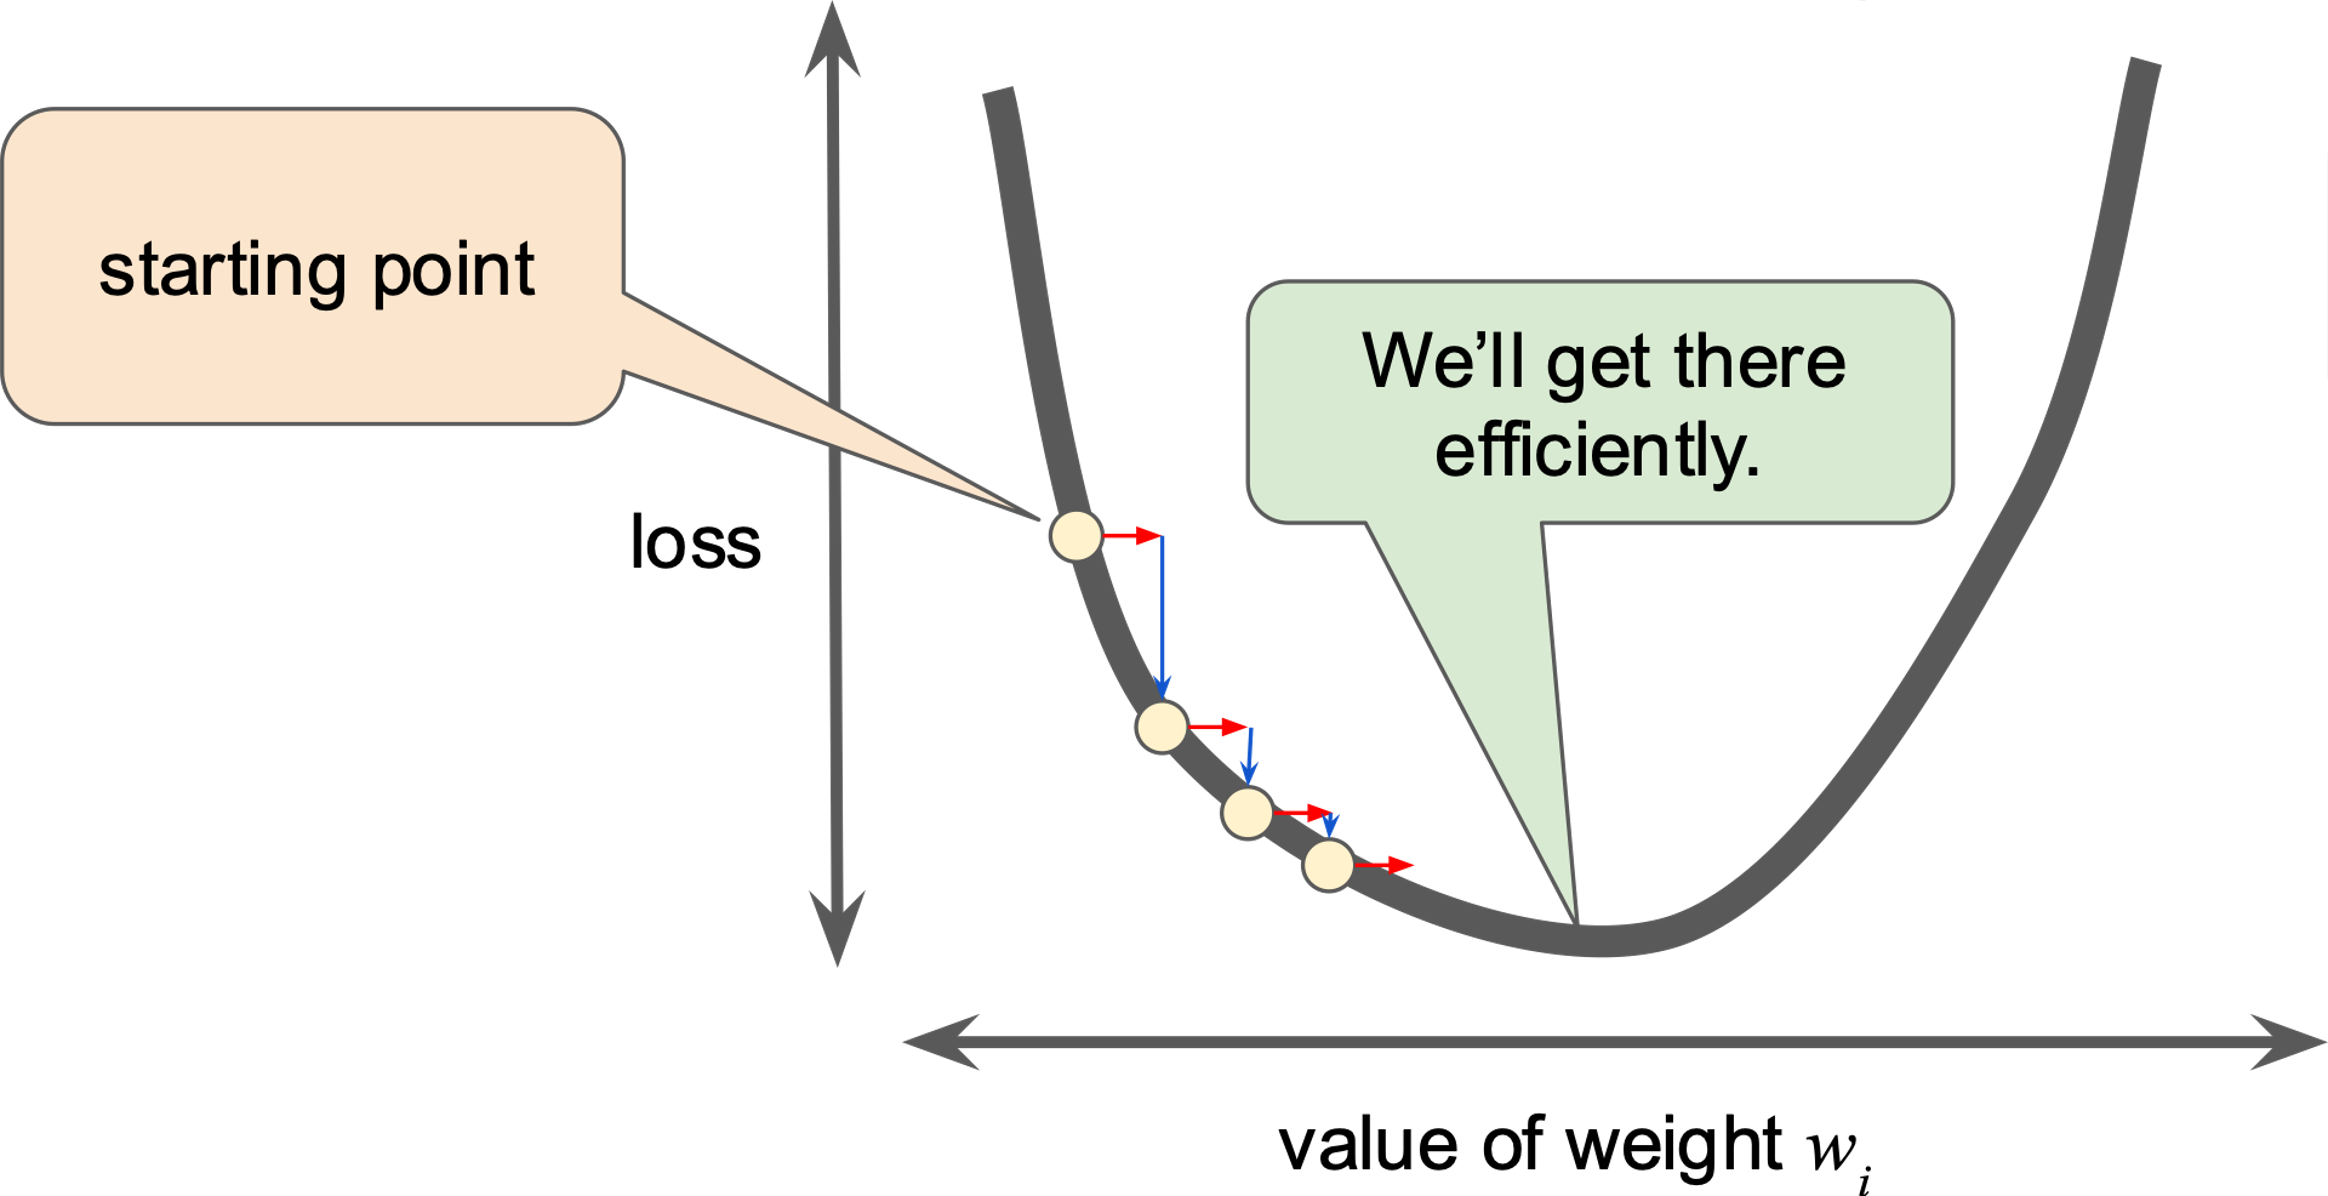 starting point
We’ll get there
efficiently.
loss
value of weight wᵢ